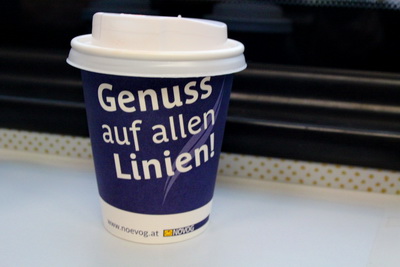 Genuss
auf allen
Linien!
www.noevog.at NÖVOG